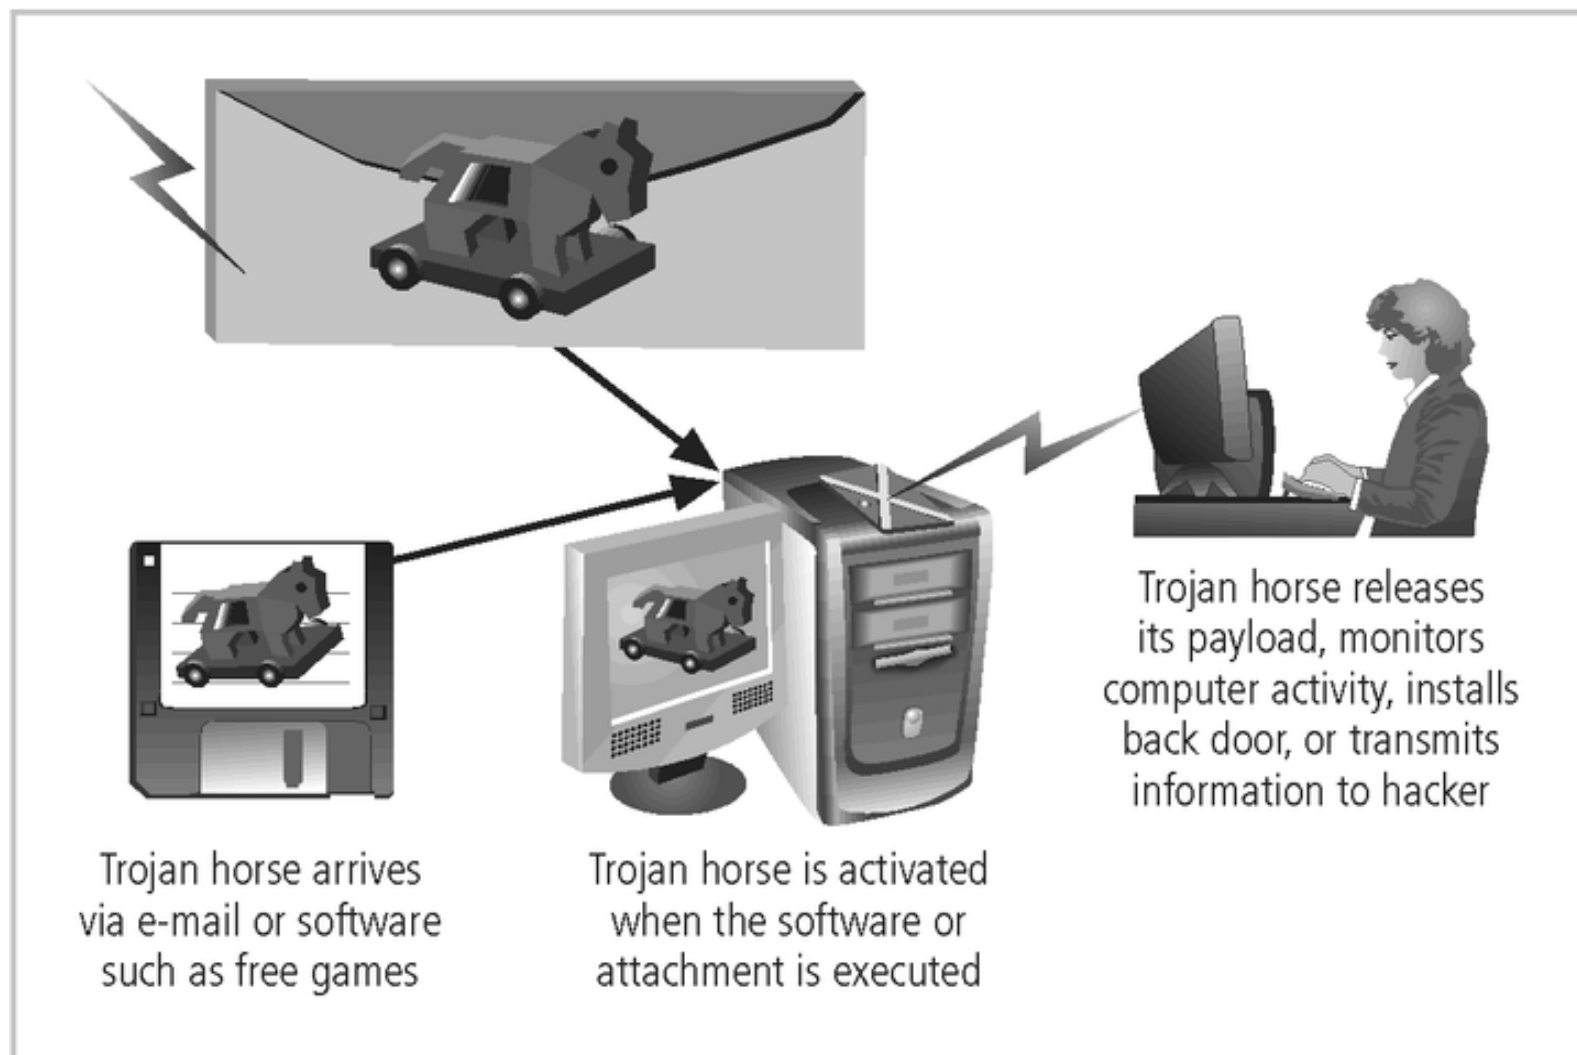 Trojan horse arrives
via e-mail or software
such as free games
Trojan horse is activated
when the software or
attachment is executed
Trojan horse releases
its payload, monitors
computer activity, installs
back door, or transmits
information to hacker